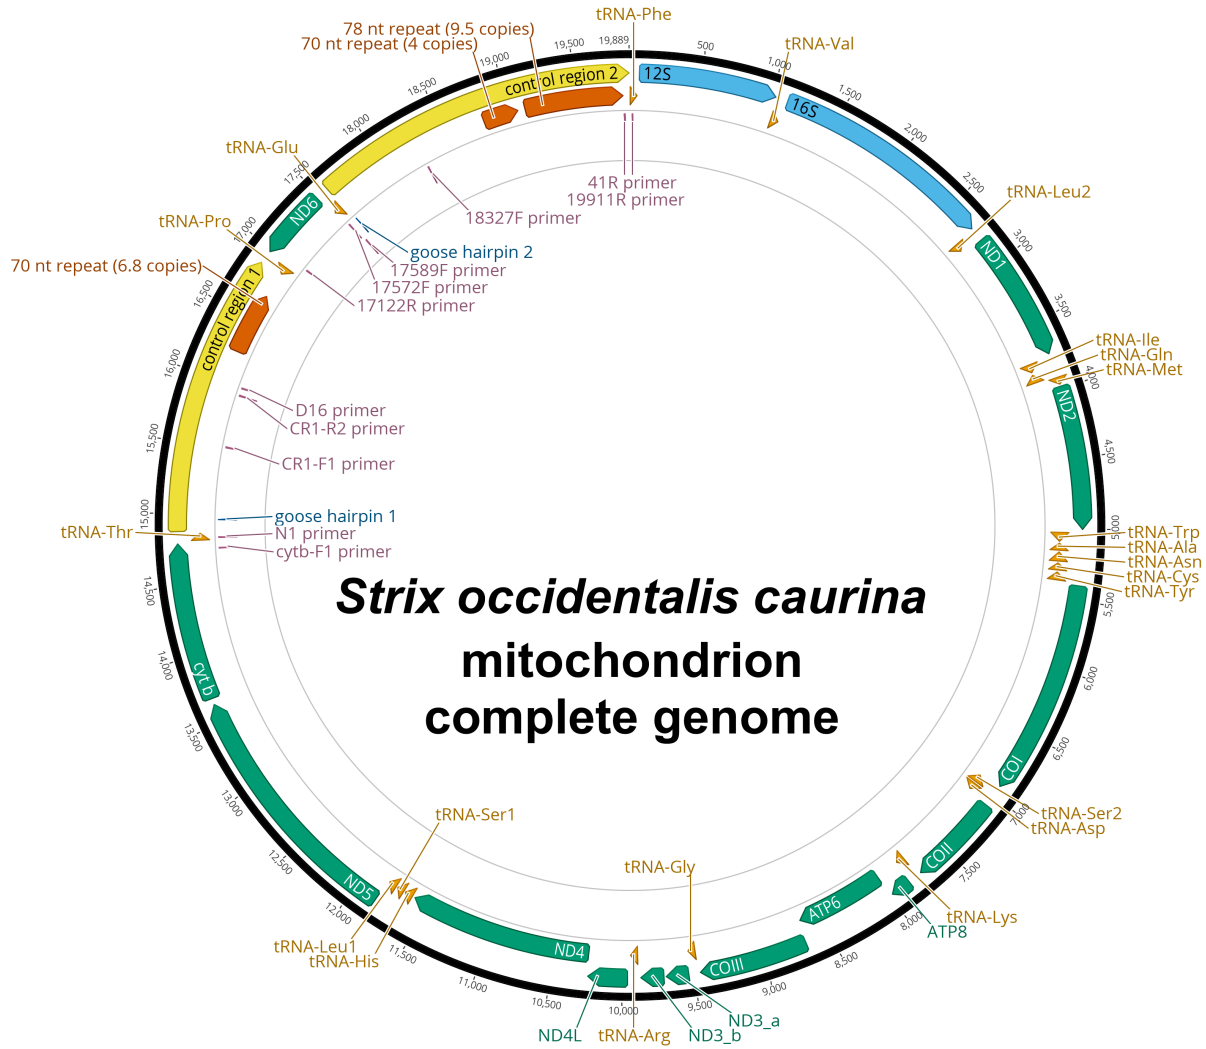 tRNA-Phe
78 nt repeat (9.5 copies)
70 nt repeat (4 copies)
tRNA-Val
19,889
500
1,000
1,500
2,000
2,500
3,000
3,500
4,000
4,500
5,000
5,500
6,000
6,500
7,000
7,500
8,000
8,500
9,000
9,500
10,000
10,500
11,000
11,500
12,000
12,500
13,000
13,500
14,000
14,500
15,000
15,500
16,000
16,500
17,000
17,500
18,000
18,500
19,000
19,500
control region 2
12S
16S
tRNA-Glu
ND6
tRNA-Pro
70 nt repeat (6.8 copies)
control region 1
41R primer
19911R primer
18327F primer
goose hairpin 2
17589F primer
17572F primer
17122R primer
tRNA-Leu2
ND1
tRNA-Ile
tRNA-Gln
tRNA-Met
ND2
D16 primer
CR1-R2 primer
CR1-F1 primer
goose hairpin 1
N1 primer
cytb-F1 primer
tRNA-Thr
tRNA-Trp
tRNA-Ala
tRNA-Asn
tRNA-Cys
tRNA-Tyr
Strix occidentalis caurina
mitochondrion
complete genome
cyt b
COI
tRNA-Ser2
tRNA-Asp
COII
tRNA-Lys
ATP8
ATP6
tRNA-Gly
COIII
tRNA-Ser1
ND5
tRNA-Leu1
tRNA-His
ND4
ND4L
tRNA-Arg
ND3_b
ND3_a